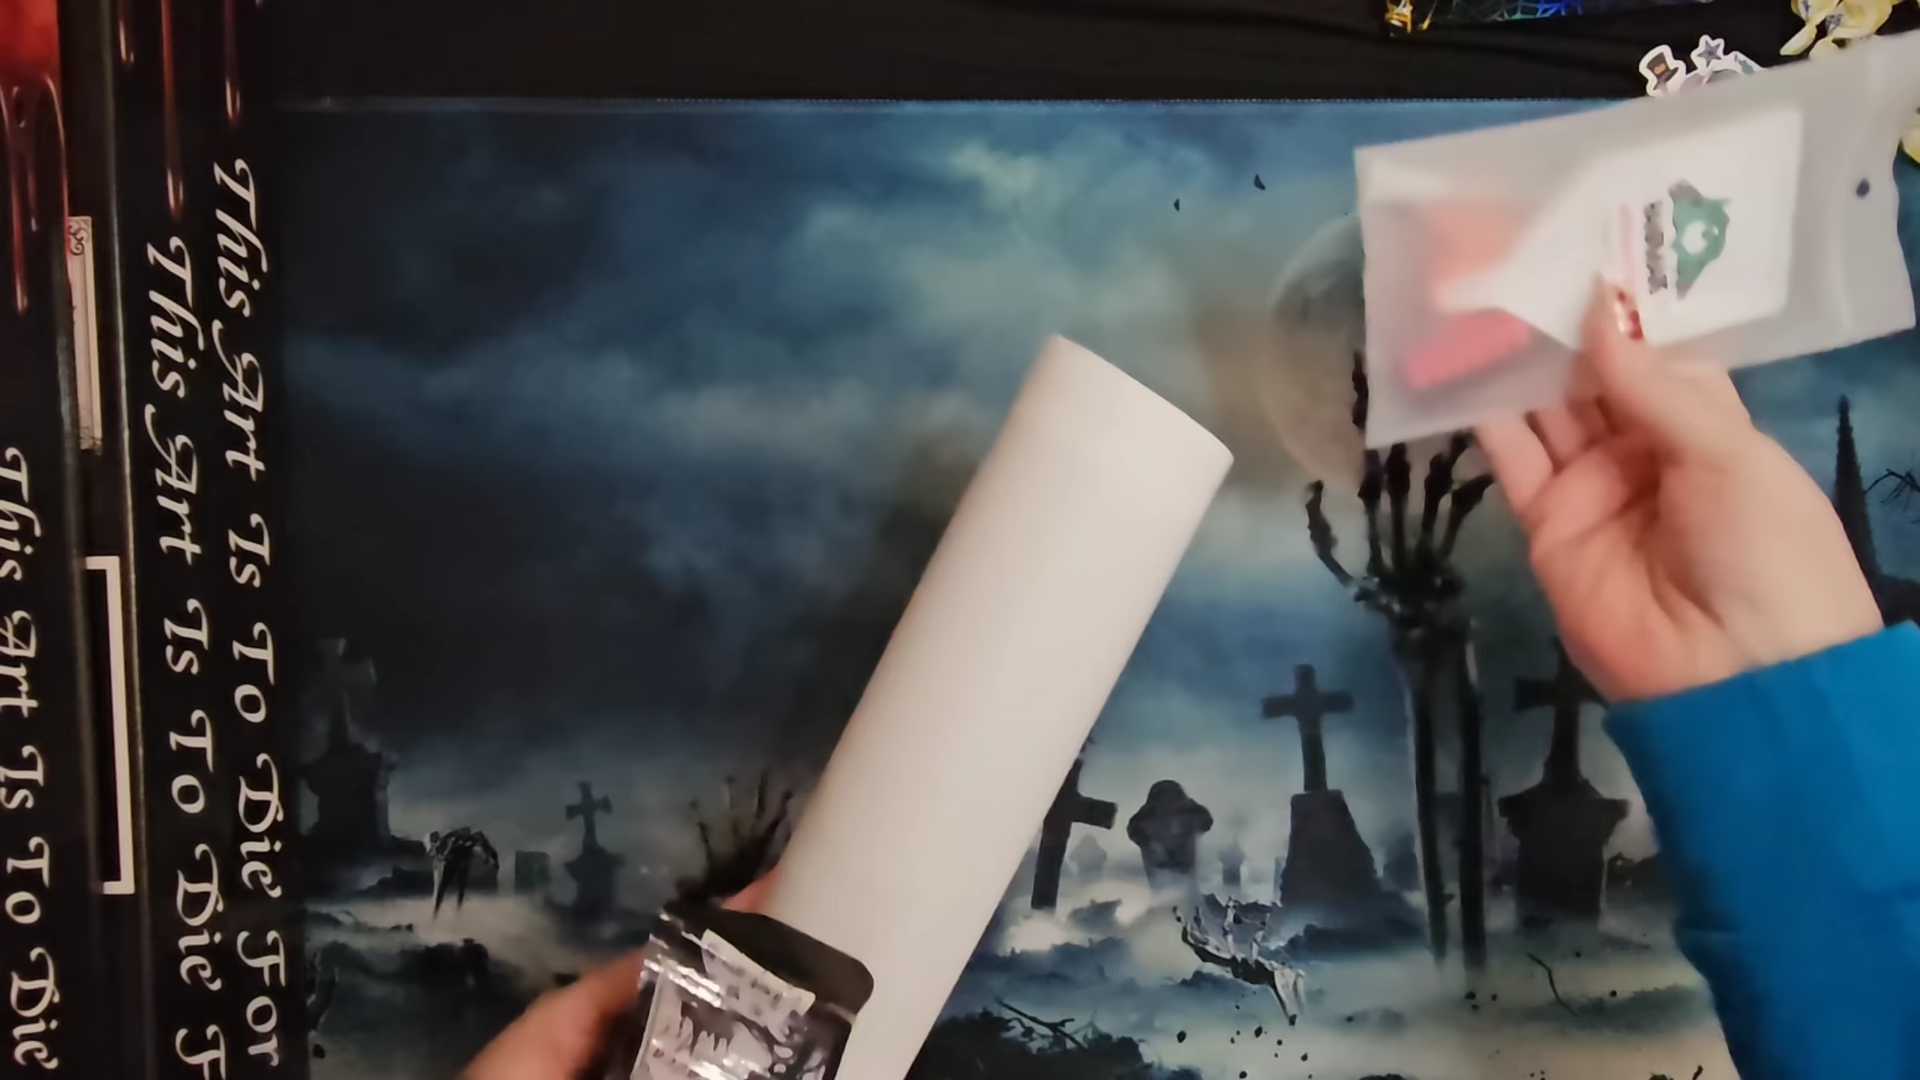 This Art Is To Die For
This Art Is To Die F
This Art Is To Die